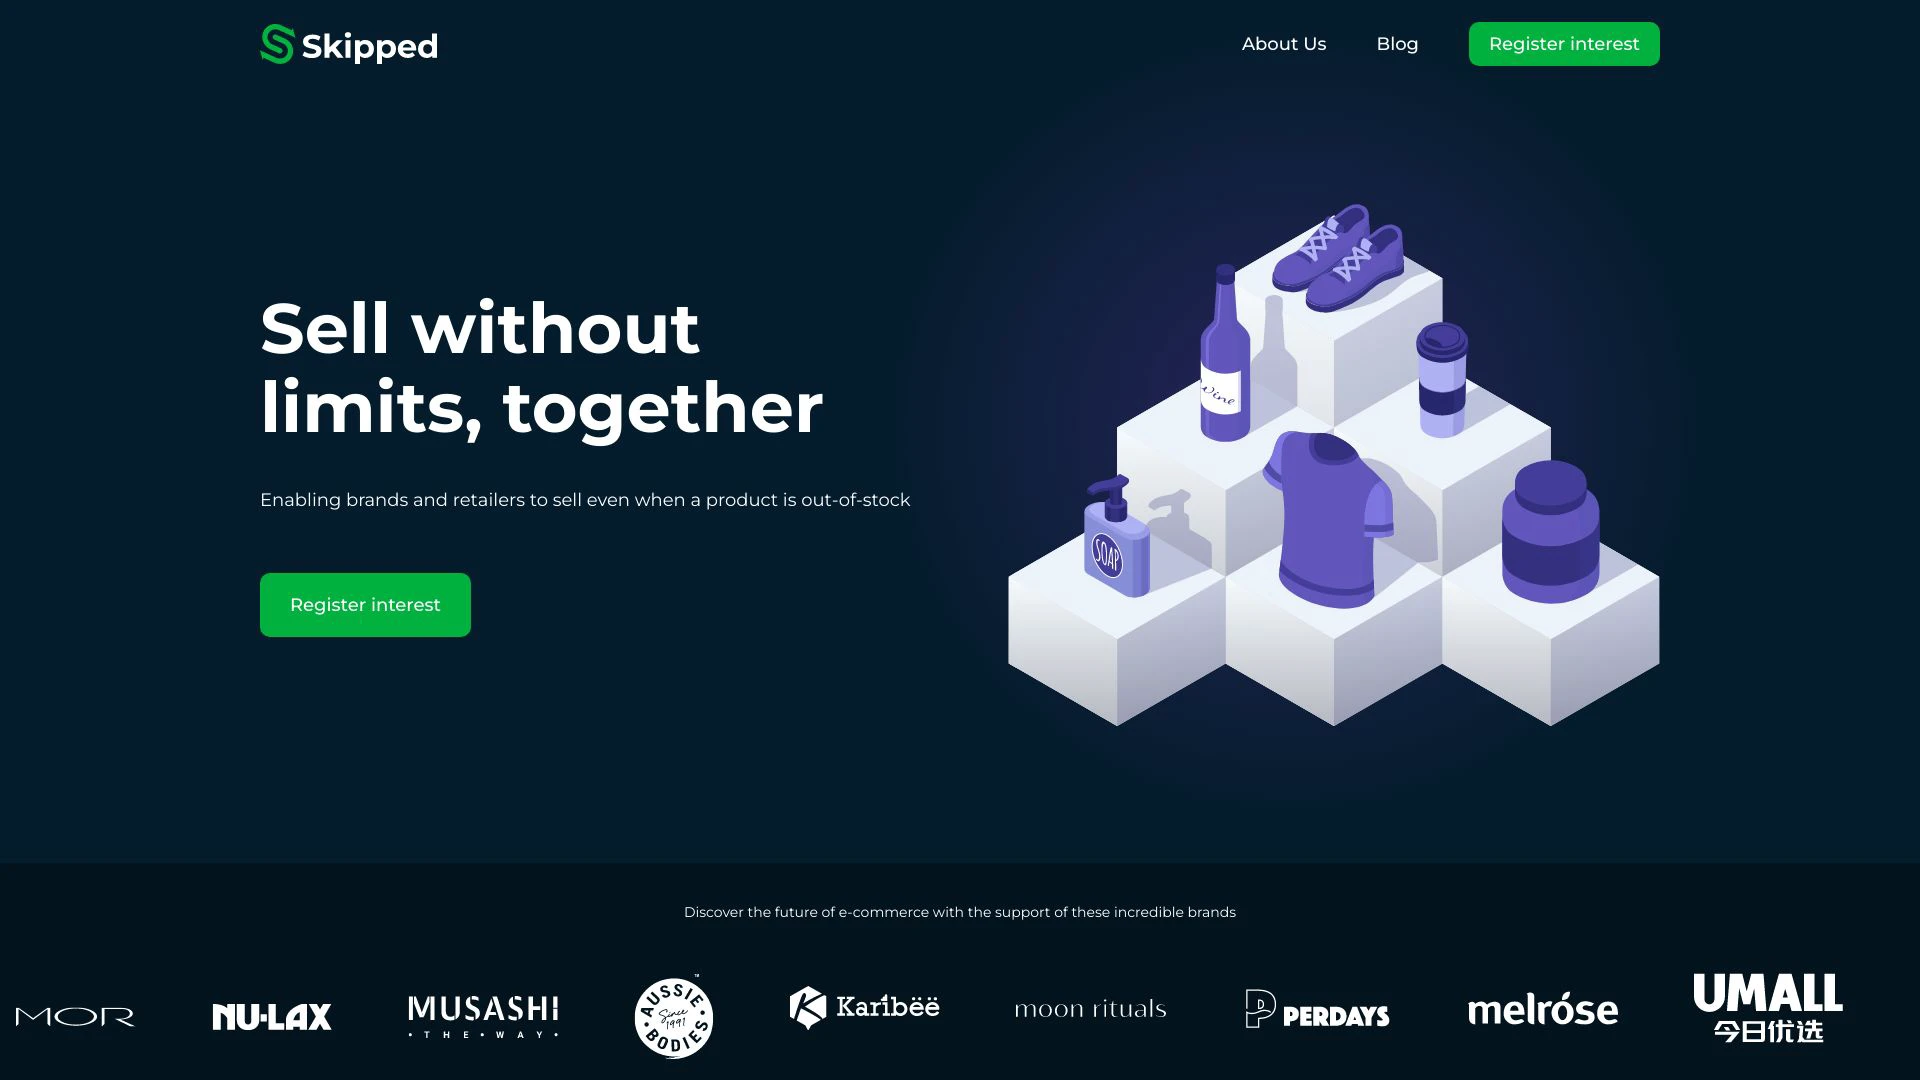 Skipped
About Us
Blog
Register interest
Sell without
limits, together
Enabling brands and retailers to sell even when a product is out-of-stock
Register interest
Wine
SOAP
Discover the future of e-commerce with the support of these incredible brands
MOR
NU-LAX
MUSASHI
• T H E • W A Y •
AUSSIE
Since
1991
BODIES
TM
Karibëë
moon rituals
P PERDAYS
melróse
UMALL
今日优选